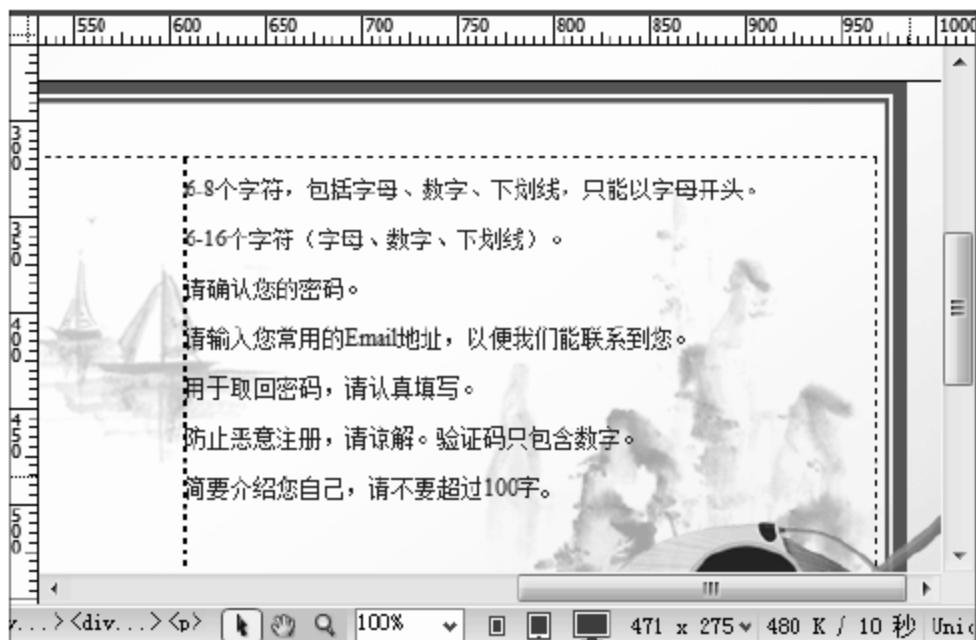 550 600 650 700 750 800 850 900 950 1000
300
350
400
450
500
6-8个字符，包括字母、数字、下划线，只能以字母开头。
6-16个字符（字母、数字、下划线）。
请确认您的密码。
请输入您常用的Email地址，以便我们能联系到您。
用于取回密码，请认真填写。
防止恶意注册，请谅解。验证码只包含数字。
简要介绍您自己，请不要超过100字。
v...> <div...> <p> 100% 471 x 275 480 K / 10 秒 Uni